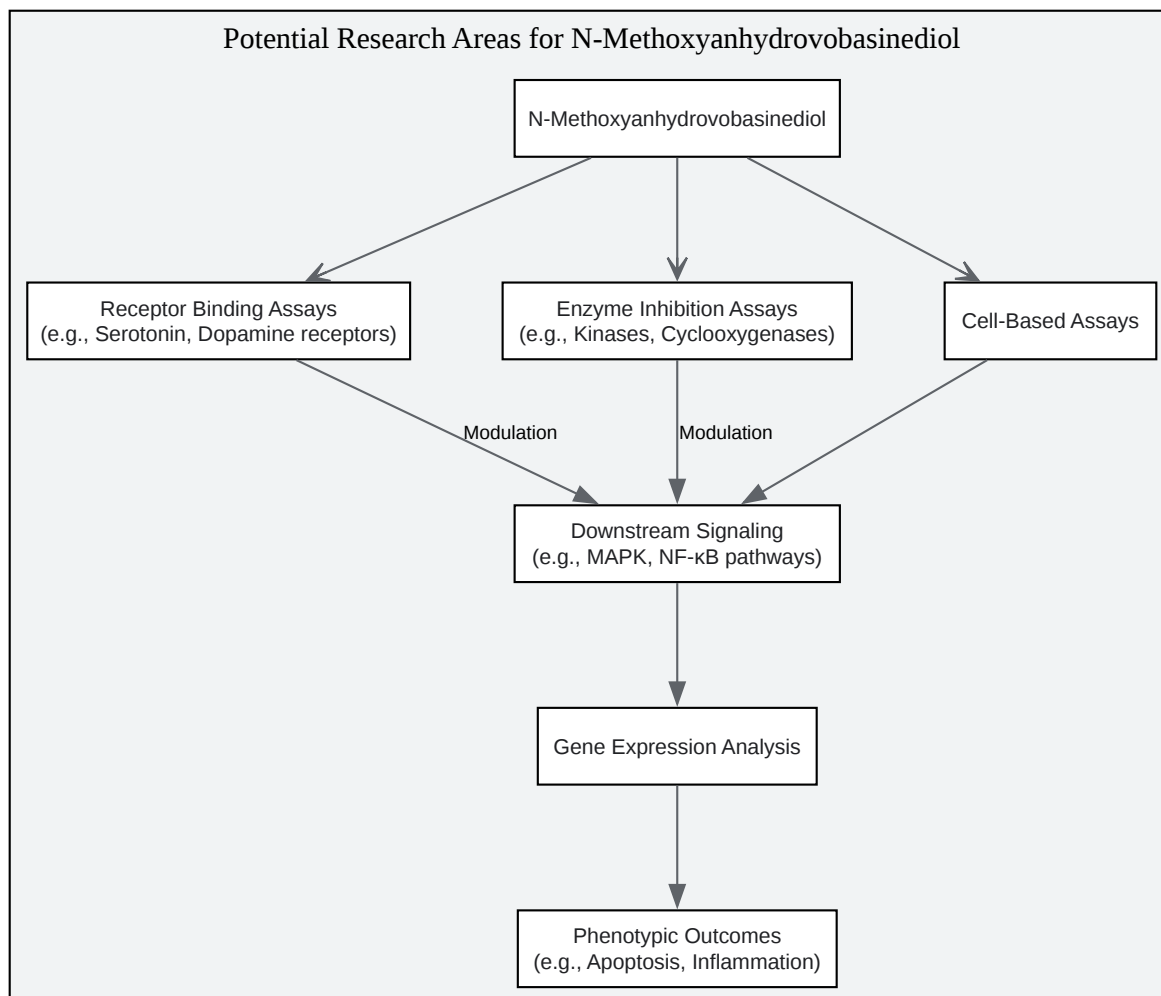 Potential Research Areas for N-Methoxyanhydrovobasinediol
N-Methoxyanhydrovobasinediol
Receptor Binding Assays
(e.g., Serotonin, Dopamine receptors)
Enzyme Inhibition Assays
(e.g., Kinases, Cyclooxygenases)
Cell-Based Assays
Modulation
Modulation
Downstream Signaling
(e.g., MAPK, NF-κB pathways)
Gene Expression Analysis
Phenotypic Outcomes
(e.g., Apoptosis, Inflammation)